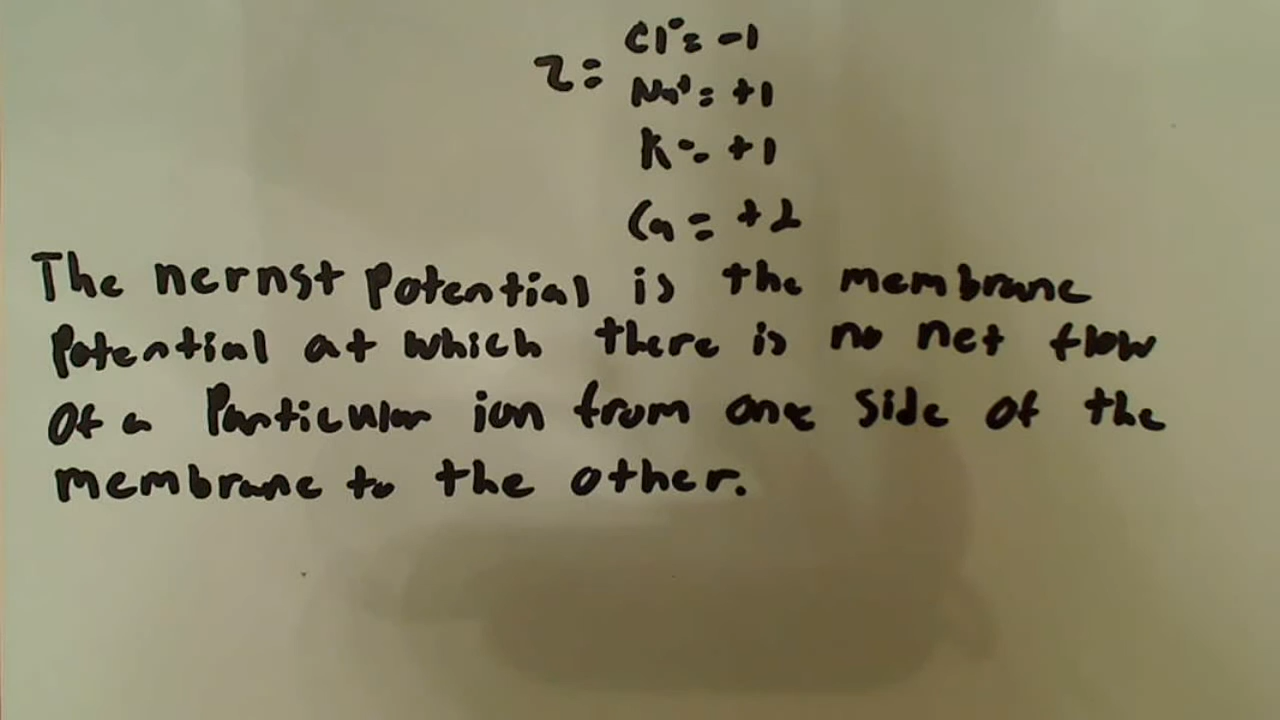 Cl⁻= -1
z=
Na⁺= +1
K= +1
Ca= +2
The nernst potential is the membrane
Potential at which there is no net flow
Of a Particular ion from one side of the
membrane to the other.